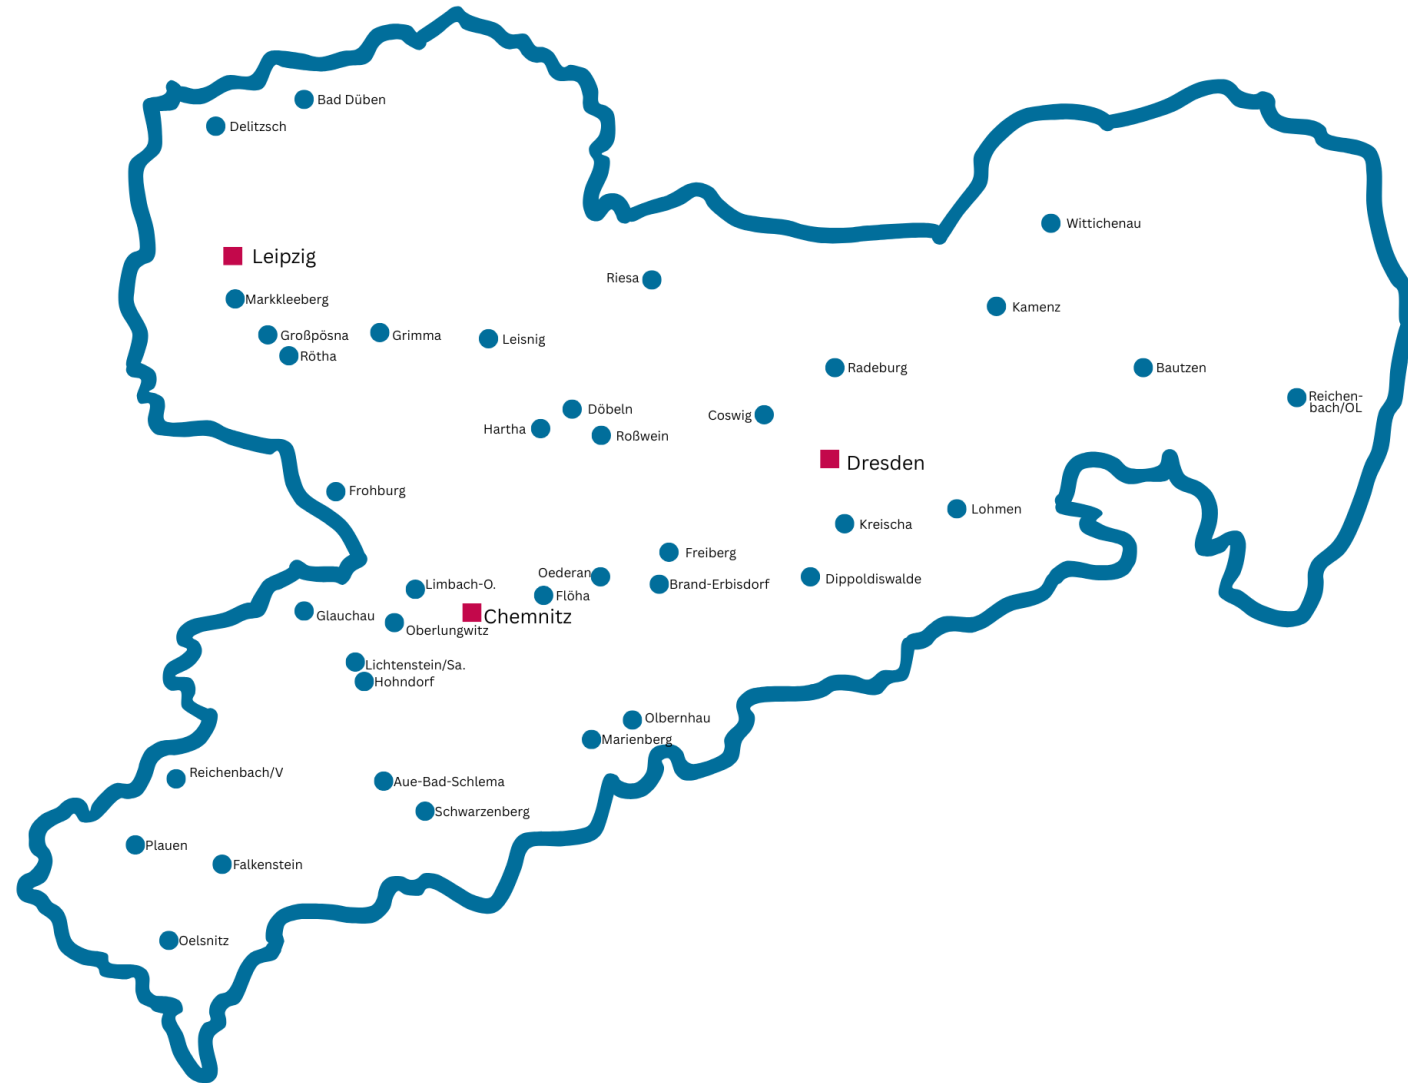 Bad Düben
Delitzsch
Wittichenau
Leipzig
Riesa
Markkleeberg
Kamenz
Großpösna
Grimma
Leisnig
Rötha
Radeburg
Bautzen
Reichen-
bach/OL
Döbeln
Coswig
Hartha
Roßwein
Dresden
Frohburg
Lohmen
Kreischa
Freiberg
Oederan
Dippoldiswalde
Limbach-O.
Brand-Erbisdorf
Flöha
Glauchau
Chemnitz
Oberlungwitz
Lichtenstein/Sa.
Hohndorf
Olbernhau
Marienberg
Reichenbach/V
Aue-Bad-Schlema
Schwarzenberg
Plauen
Falkenstein
Oelsnitz